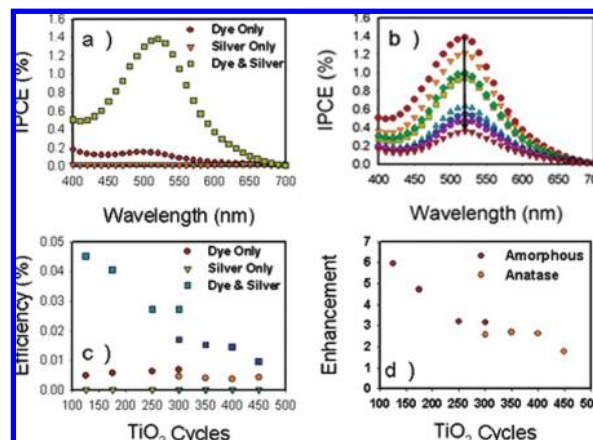 a )
Dye Only
Silver Only
Dye & Silver
IPCE (%)
1.4
1.2
1.0
0.8
0.6
0.4
0.2
0.0
400 450 500 550 600 650 700
Wavelength (nm)
b )
IPCE (%)
1.6
1.4
1.2
1.0
0.8
0.6
0.4
0.2
0.0
400 450 500 550 600 650 700
Wavelength (nm)
c )
Dye Only
Silver Only
Dye & Silver
Efficiency (%)
0.05
0.04
0.03
0.02
0.01
0.00
100 150 200 250 300 350 400 450 500
TiO2 Cycles
d )
Amorphous
Anatase
Enhancement
7
6
5
4
3
2
1
0
100 150 200 250 300 350 400 450 500
TiO2 Cycles